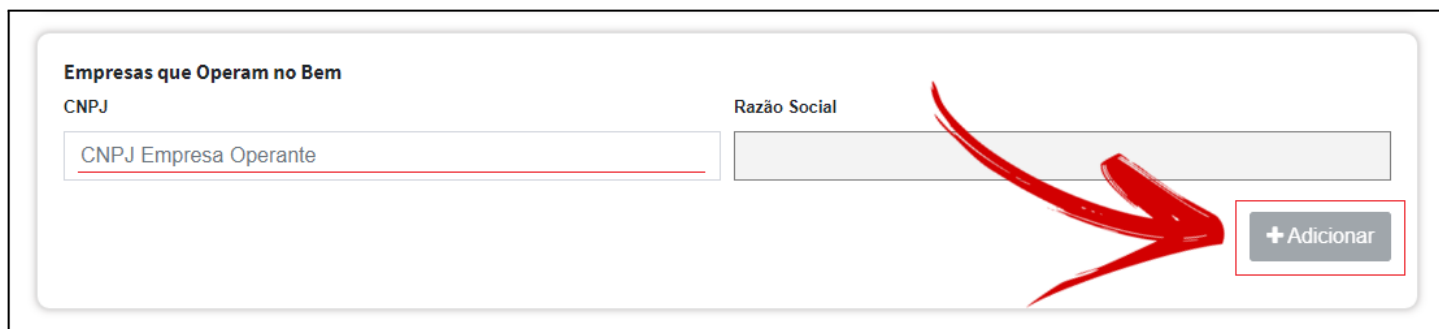 Empresas que Operam no Bem
CNPJ
Razão Social
CNPJ Empresa Operante
+ Adicionar